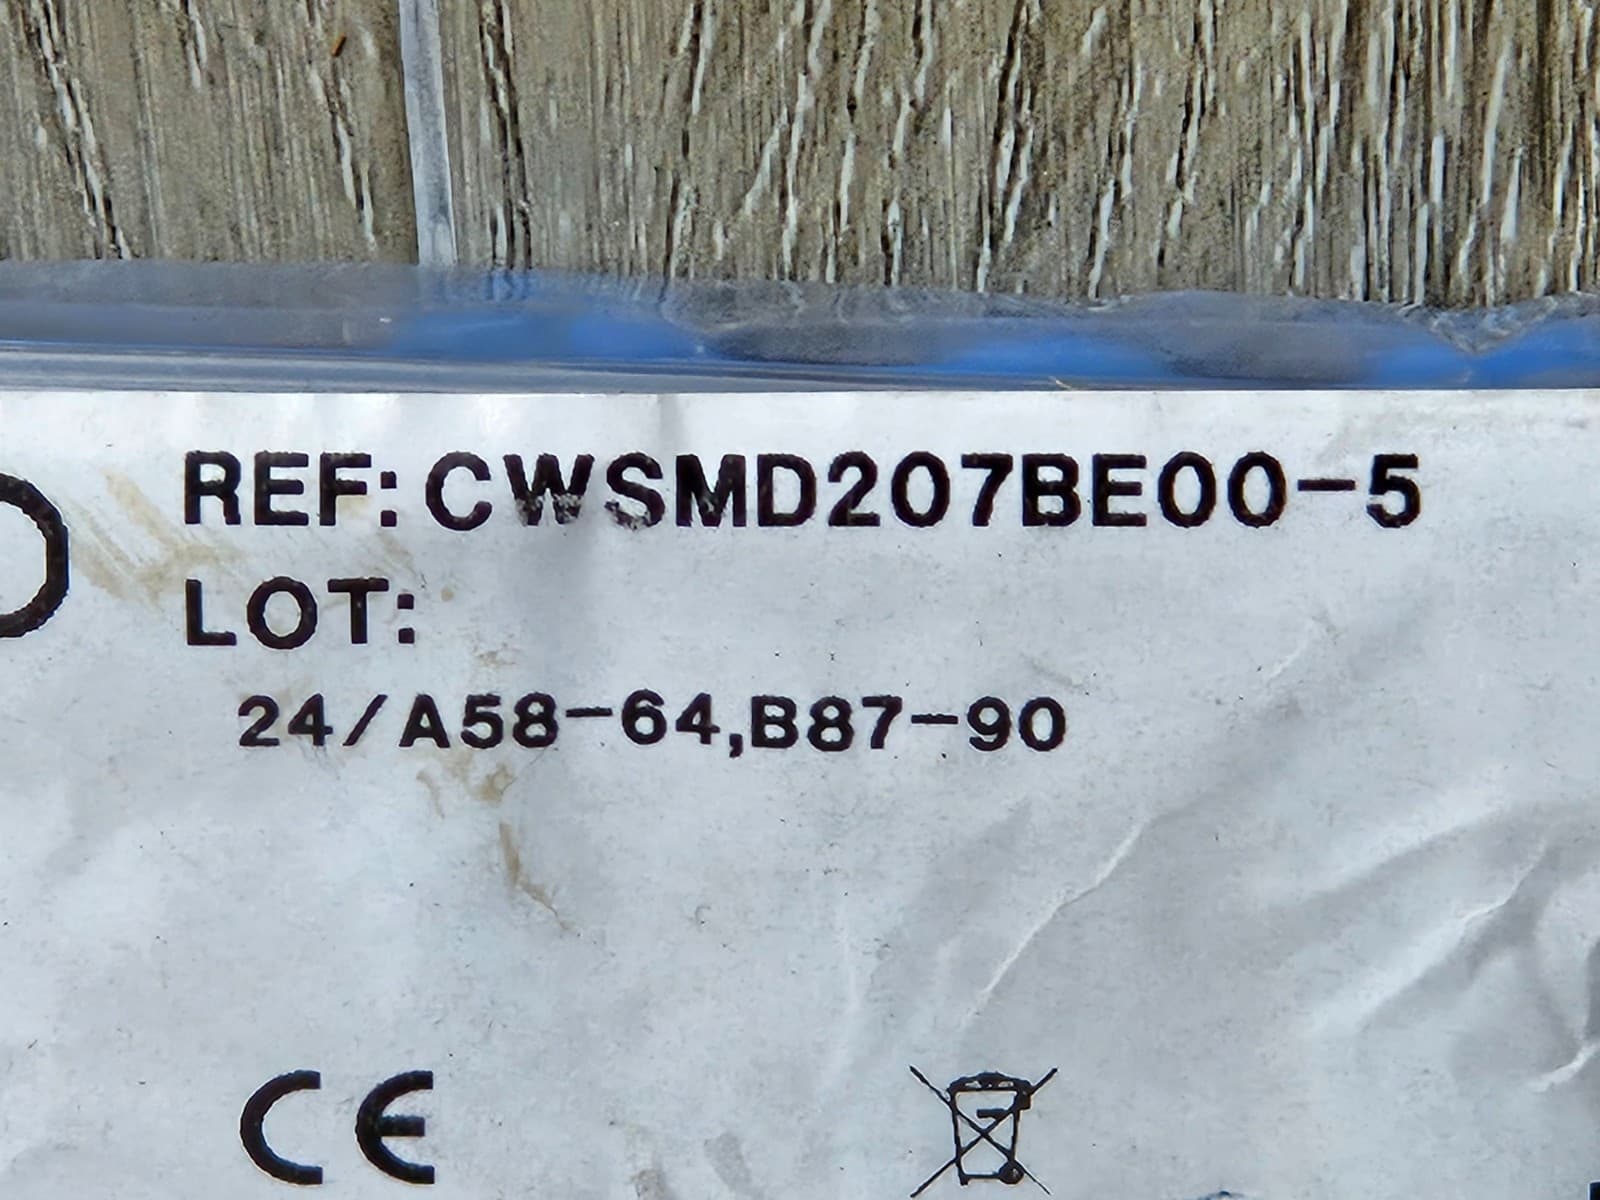 REF: CWSMD207BE00-5
LOT:
24/A58-64,B87-90
CE